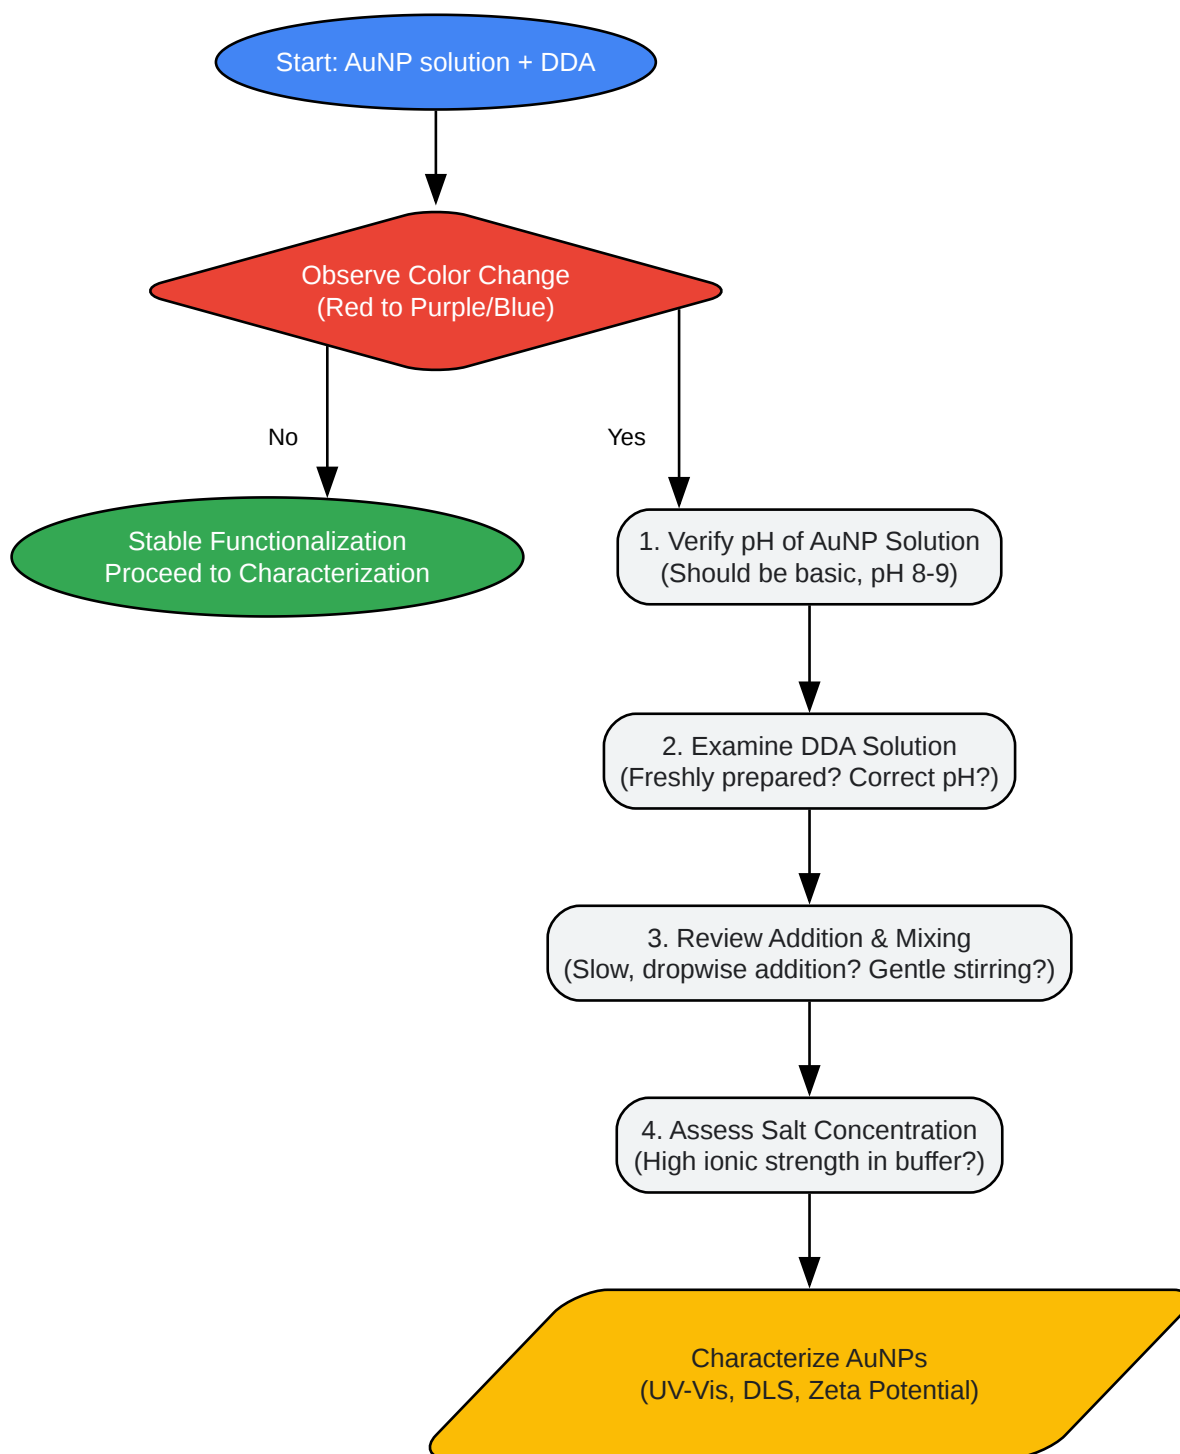 Start: AuNP solution + DDA
Observe Color Change
(Red to Purple/Blue)
No
Yes
Stable Functionalization
Proceed to Characterization
1. Verify pH of AuNP Solution
(Should be basic, pH 8-9)
2. Examine DDA Solution
(Freshly prepared? Correct pH?)
3. Review Addition & Mixing
(Slow, dropwise addition? Gentle stirring?)
4. Assess Salt Concentration
(High ionic strength in buffer?)
Characterize AuNPs
(UV-Vis, DLS, Zeta Potential)